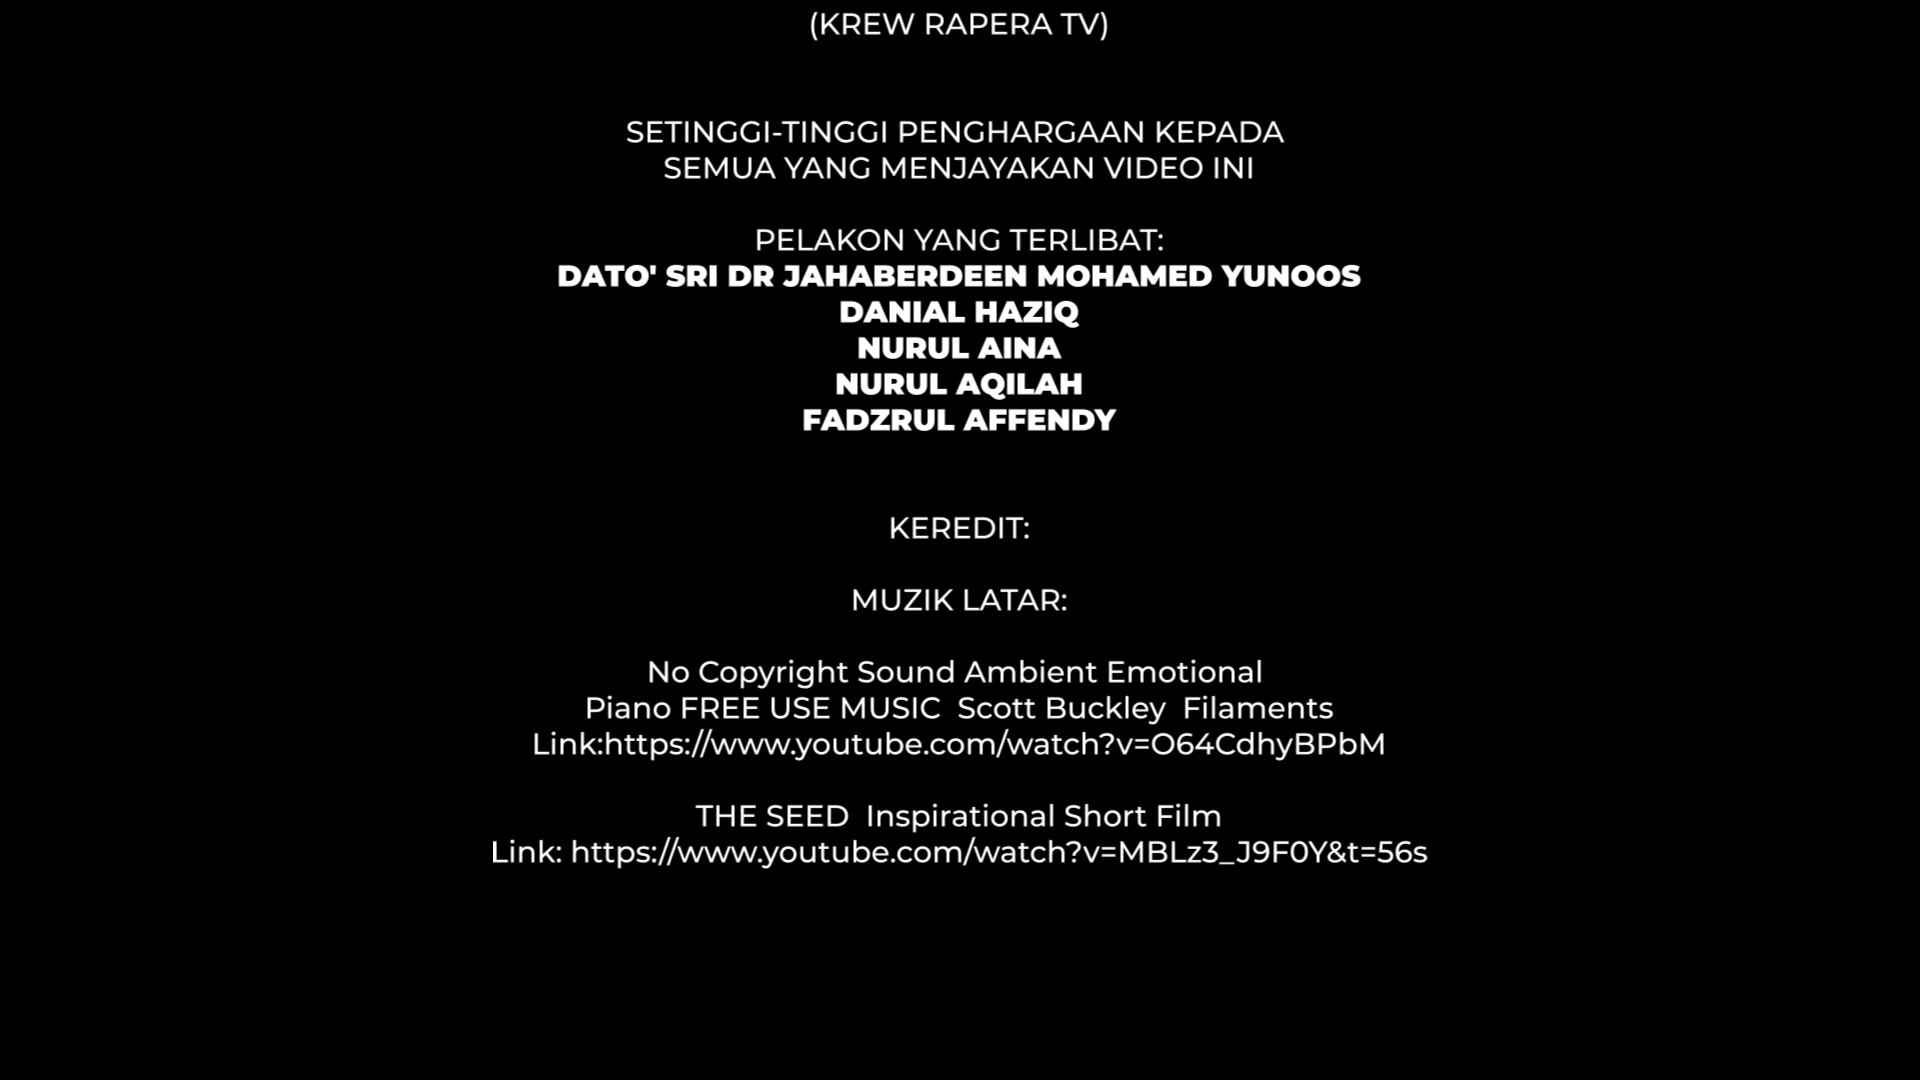 (KREW RAPERA TV)
SETINGGI-TINGGI PENGHARGAAN KEPADA
SEMUA YANG MENJAYAKAN VIDEO INI
PELAKON YANG TERLIBAT:
DATO' SRI DR JAHABERDEEN MOHAMED YUNOOS
DANIAL HAZIQ
NURUL AINA
NURUL AQILAH
FADZRUL AFFENDY
KEREDIT:
MUZIK LATAR:
No Copyright Sound Ambient Emotional
Piano FREE USE MUSIC  Scott Buckley  Filaments
Link:https://www.youtube.com/watch?v=O64CdhyBPbM
THE SEED  Inspirational Short Film
Link: https://www.youtube.com/watch?v=MBLz3_J9F0Y&t=56s